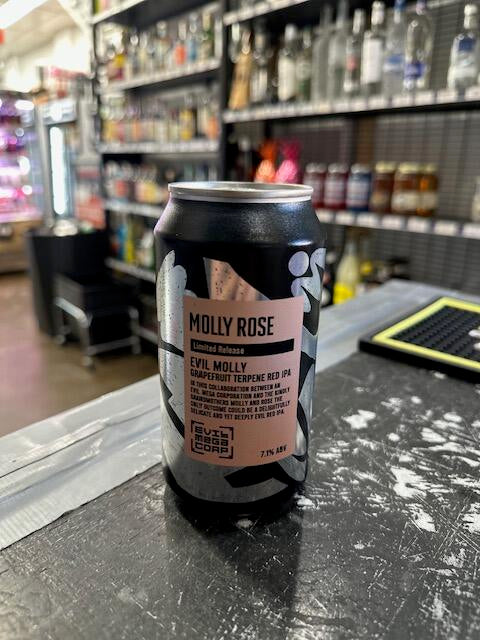 MOLLY ROSE
Limited Release
EVIL MOLLY
GRAPEFRUIT TERPENE RED IPA
IS THIS COLLABORATION BETWEEN AN
EVIL MEGA CORPORATION AND THE KINDLY
GRANDMOTHERS MOLLY AND ROSE THE
ONLY OUTCOME COULD BE A DELIGHTFULLY
DELICATE AND YET DEEPLY EVIL RED IPA.
EVIL
MEGA
CORP
7.1% ABV